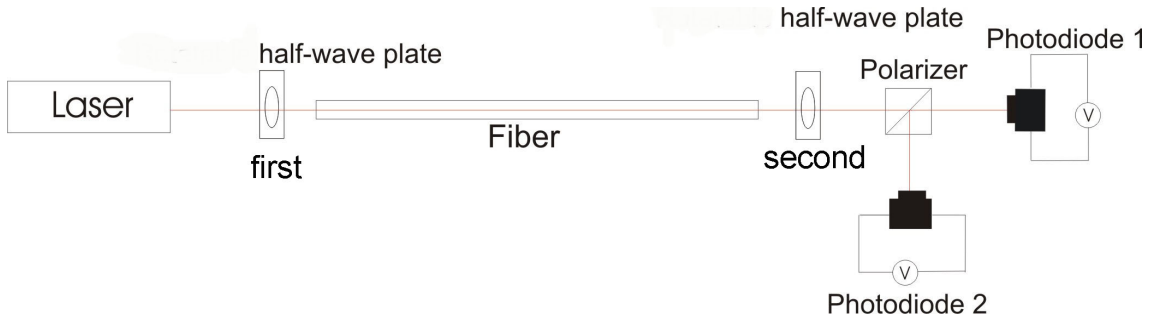 half-wave plate
Photodiode 1
half-wave plate
Polarizer
Laser
V
Fiber
first
second
V
Photodiode 2